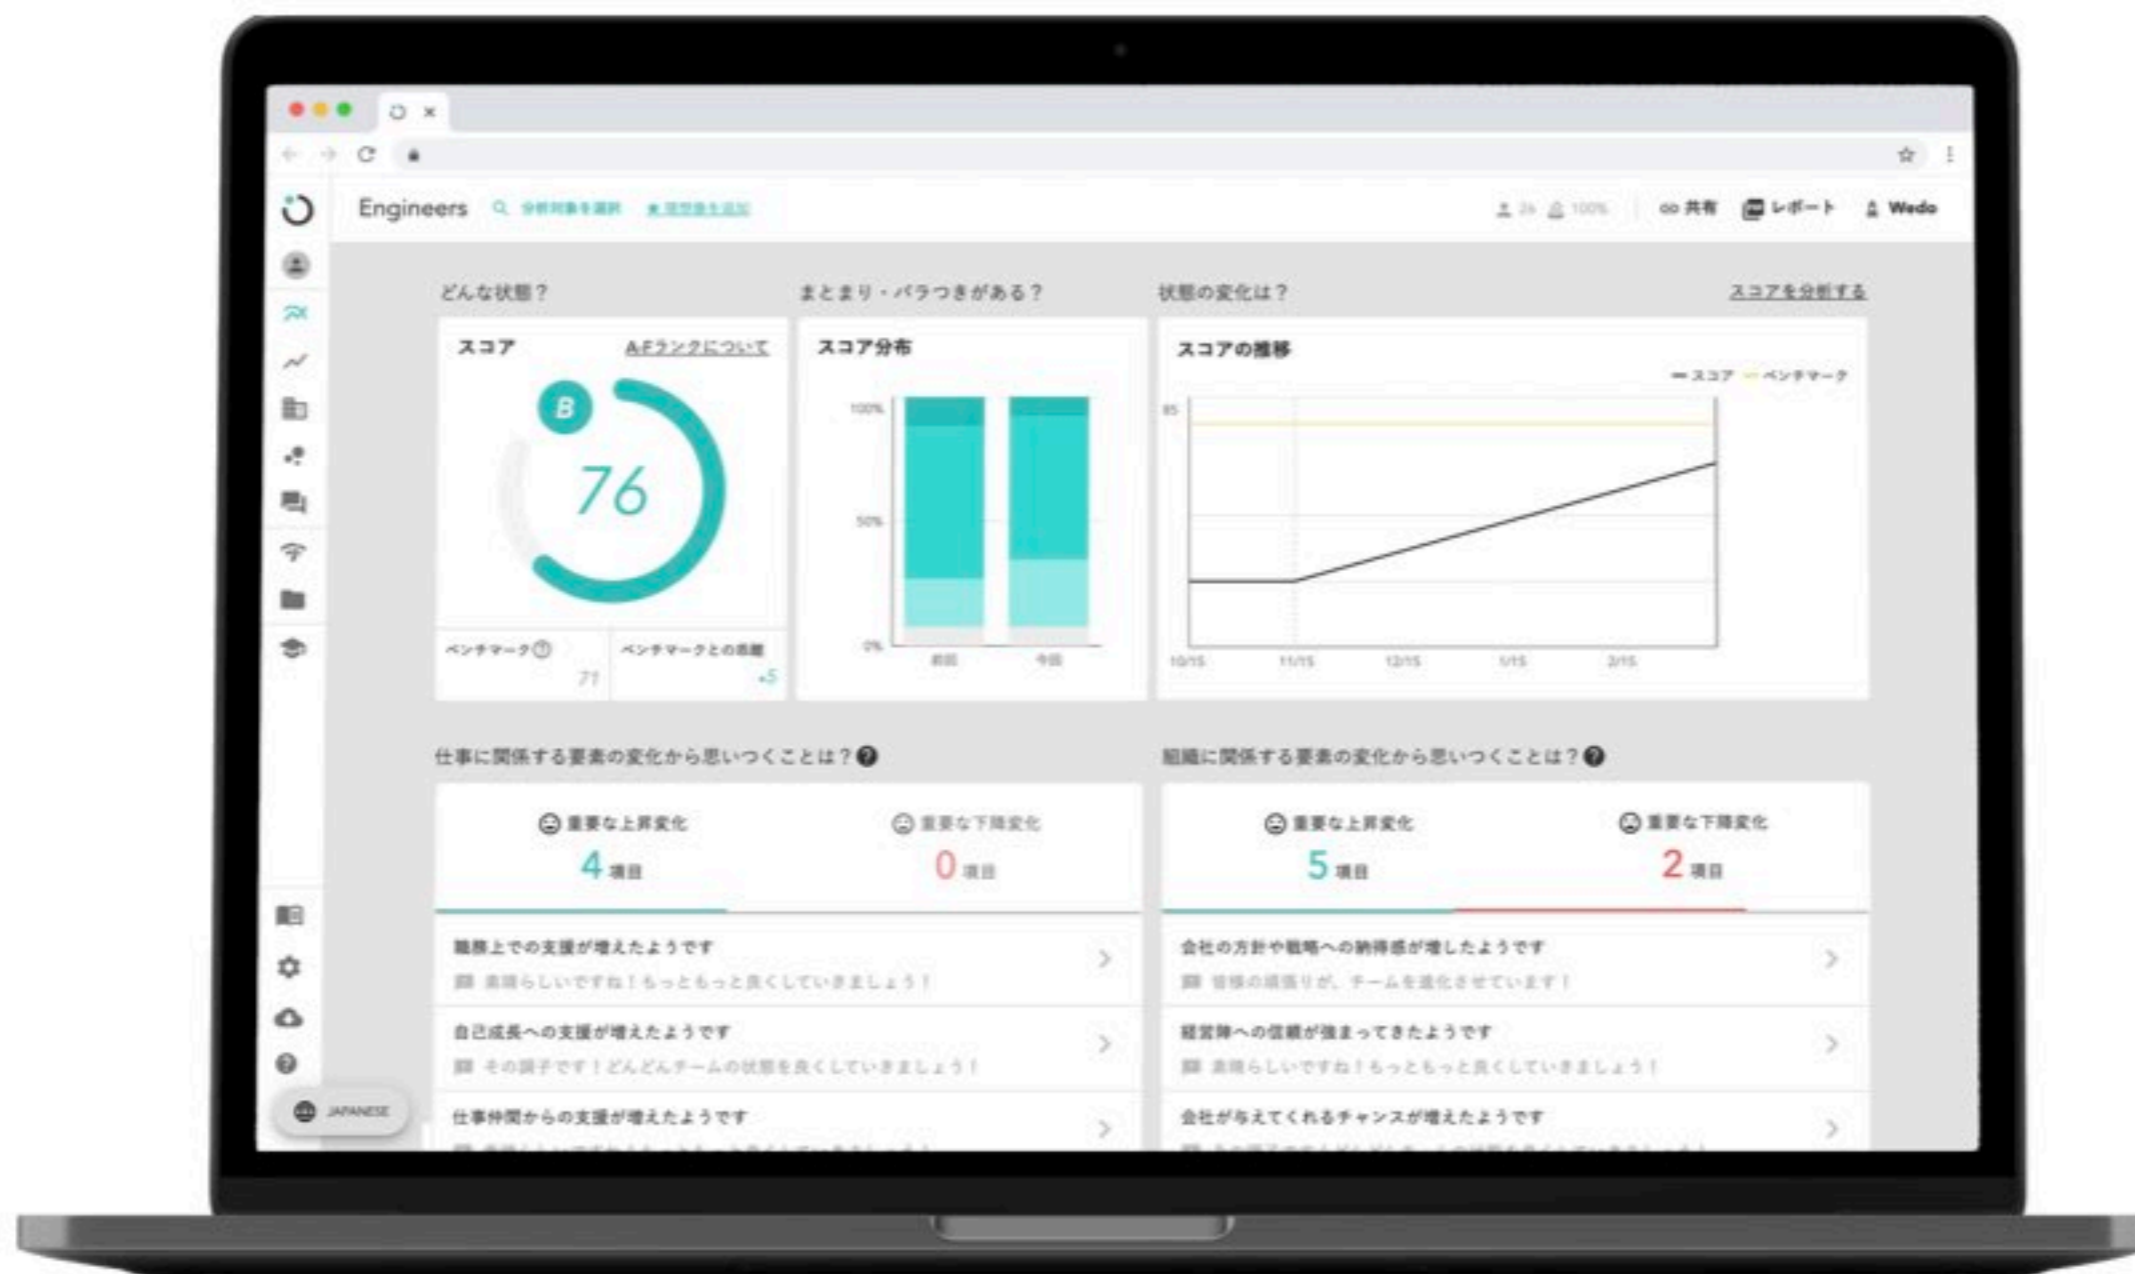 Engineers 分析対象を選択 ★理想像を追加 26 100% 共有 レポート Wedo
どんな状態？ まとまり・バラつきがある？ 状態の変化は？ スコアを分析する
スコア A-Fランクについて
B
76
ベンチマーク ベンチマークとの乖離
71 +5
スコア分布
100%
50%
0%
前回 今回
スコアの推移
スコア ベンチマーク
85
10/15 11/15 12/15 1/15 2/15
仕事に関係する要素の変化から思いつくことは？
重要な上昇変化 重要な下降変化
4 項目 0 項目
職務上での支援が増えたようです
素晴らしいですね！もっともっと良くしていきましょう！
自己成長への支援が増えたようです
その調子です！どんどんチームの状態を良くしていきましょう！
仕事仲間からの支援が増えたようです
組織に関係する要素の変化から思いつくことは？
重要な上昇変化 重要な下降変化
5 項目 2 項目
会社の方針や戦略への納得感が増したようです
皆様の頑張りが、チームを進化させています！
経営陣への信頼が強まってきたようです
素晴らしいですね！もっともっと良くしていきましょう！
会社が与えてくれるチャンスが増えたようです
JAPANESE